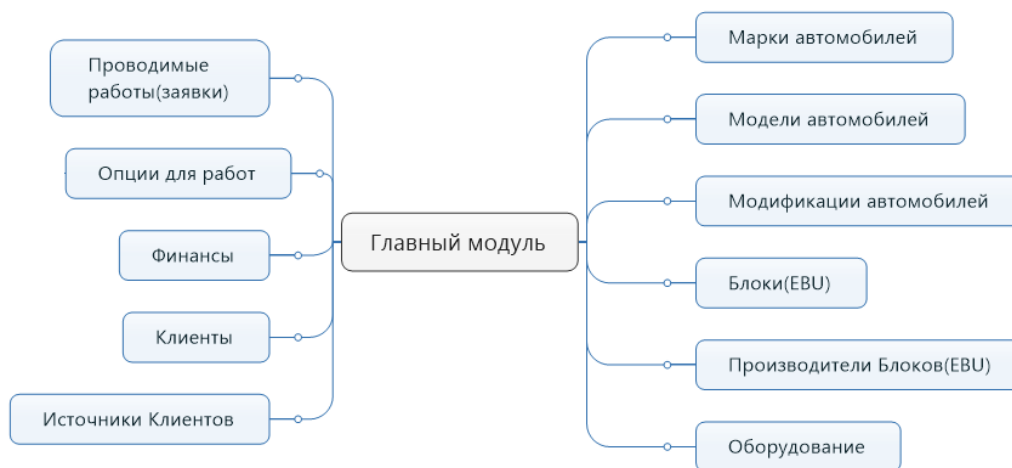 Проводимые
работы(заявки)
Опции для работ
Финансы
Клиенты
Источники Клиентов
Главный модуль
Марки автомобилей
Модели автомобилей
Модификации автомобилей
Блоки(EBU)
Производители Блоков(EBU)
Оборудование